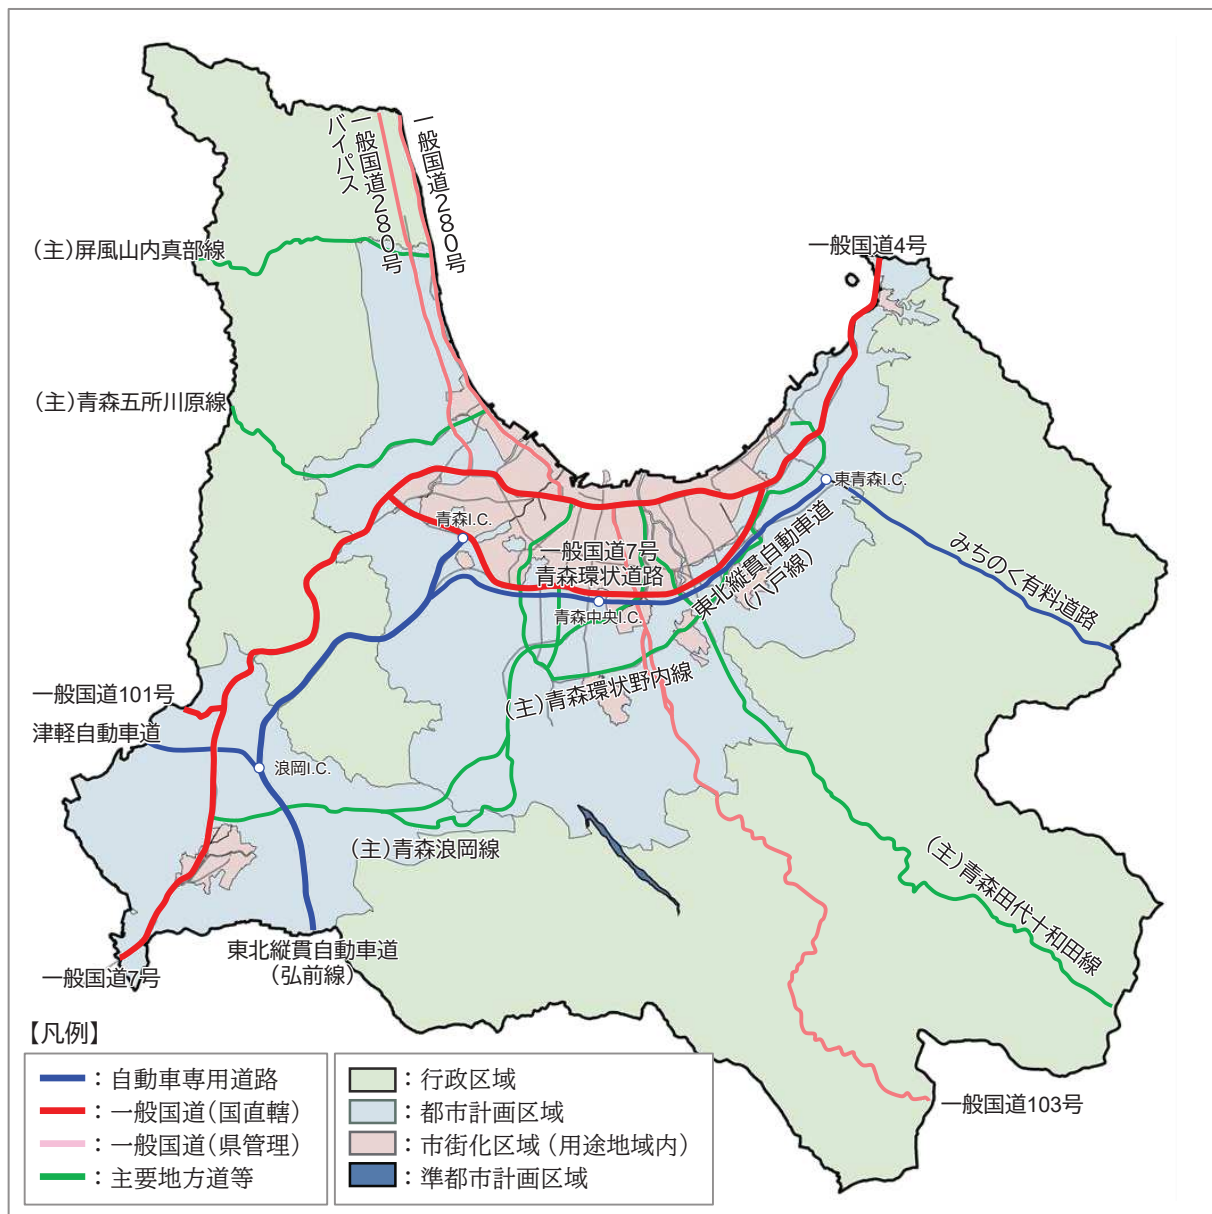 一般国道280号
バイパス
一般国道280号
(主)屏風山内真部線
一般国道4号
(主)青森五所川原線
東青森I.C.
青森I.C.
みちのく有料道路
一般国道7号
青森環状道路
東北縦貫自動車道
(八戸線)
青森中央I.C.
(主)青森環状野内線
一般国道101号
津軽自動車道
浪岡I.C.
(主)青森浪岡線
(主)青森田代十和田線
東北縦貫自動車道
(弘前線)
一般国道7号
一般国道103号
【凡例】
:自動車専用道路
:一般国道(国直轄)
:一般国道(県管理)
:主要地方道等
:行政区域
:都市計画区域
:市街化区域(用途地域内)
:準都市計画区域